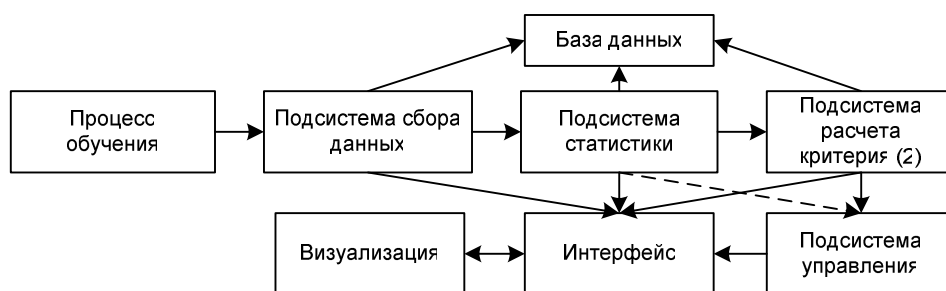 База данных
Процесс
обучения
Подсистема сбора
данных
Подсистема
статистики
Подсистема
расчета
критерия (2)
Визуализация
Интерфейс
Подсистема
управления